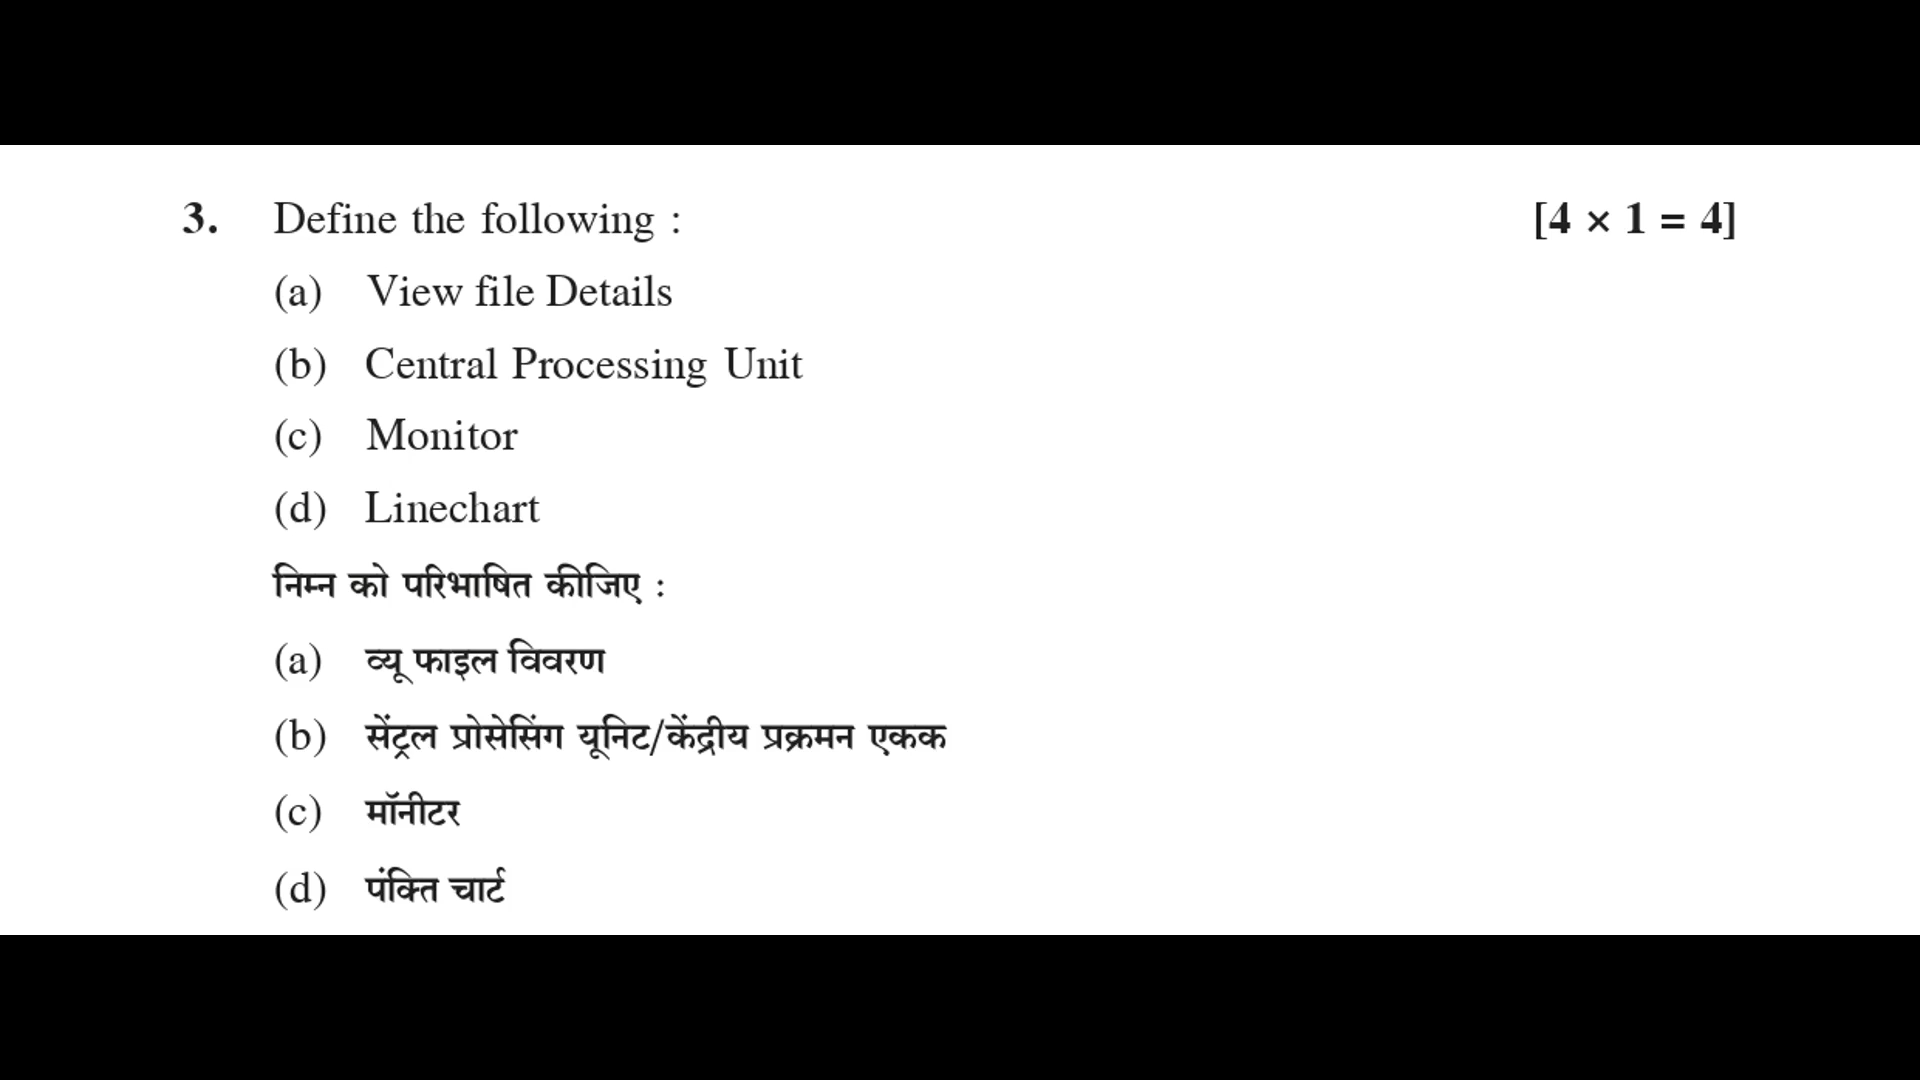 3. Define the following : [4 × 1 = 4]
(a) View file Details
(b) Central Processing Unit
(c) Monitor
(d) Linechart
निम्न को परिभाषित कीजिए :
(a) व्यू फाइल विवरण
(b) सेंट्रल प्रोसेसिंग यूनिट/केंद्रीय प्रक्रमन एकक
(c) मॉनीटर
(d) पंक्ति चार्ट